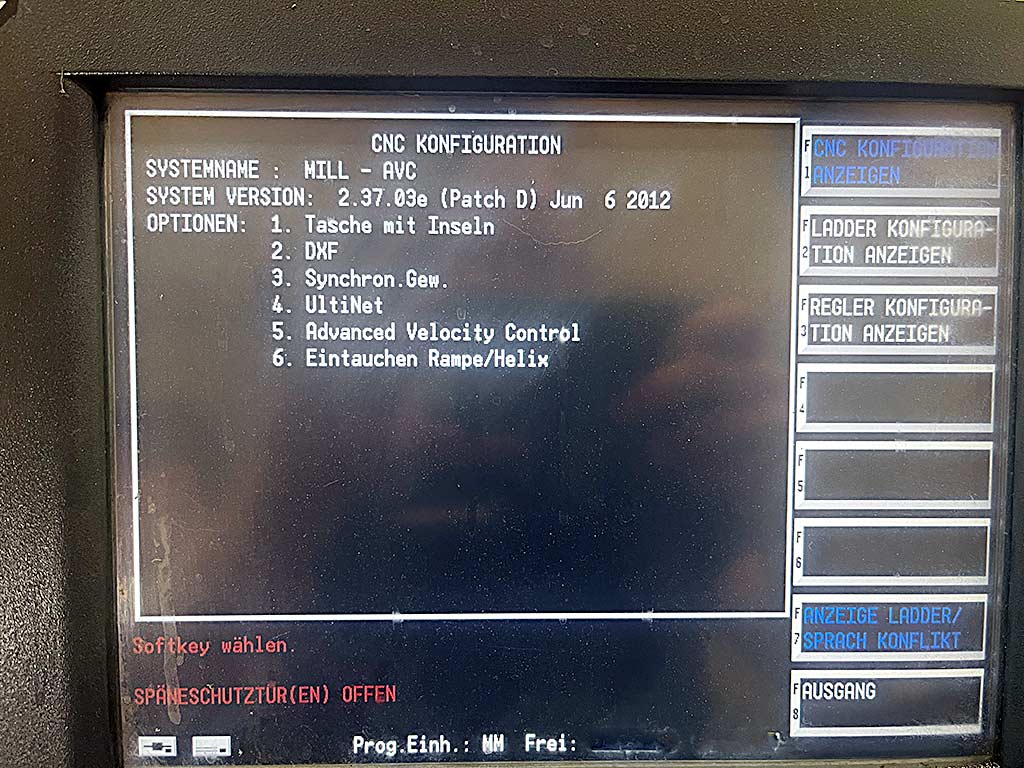 CNC KONFIGURATION
SYSTEMNAME : MILL - AVC
SYSTEM VERSION: 2.37.03e (Patch D) Jun 6 2012
OPTIONEN: 1. Tasche mit Inseln
2. DXF
3. Synchron.Gew.
4. UltiNet
5. Advanced Velocity Control
6. Eintauchen Rampe/Helix
Softkey wählen.
SPÄNESCHUTZTÜR(EN) OFFEN
Prog.Einh.: MM Frei:
F1 CNC KONFIGURATION
ANZEIGEN
F2 LADDER KONFIGURA-
TION ANZEIGEN
F3 REGLER KONFIGURA-
TION ANZEIGEN
F4
F5
F6
F7 ANZEIGE LADDER/
SPRACH KONFLIKT
F8 AUSGANG